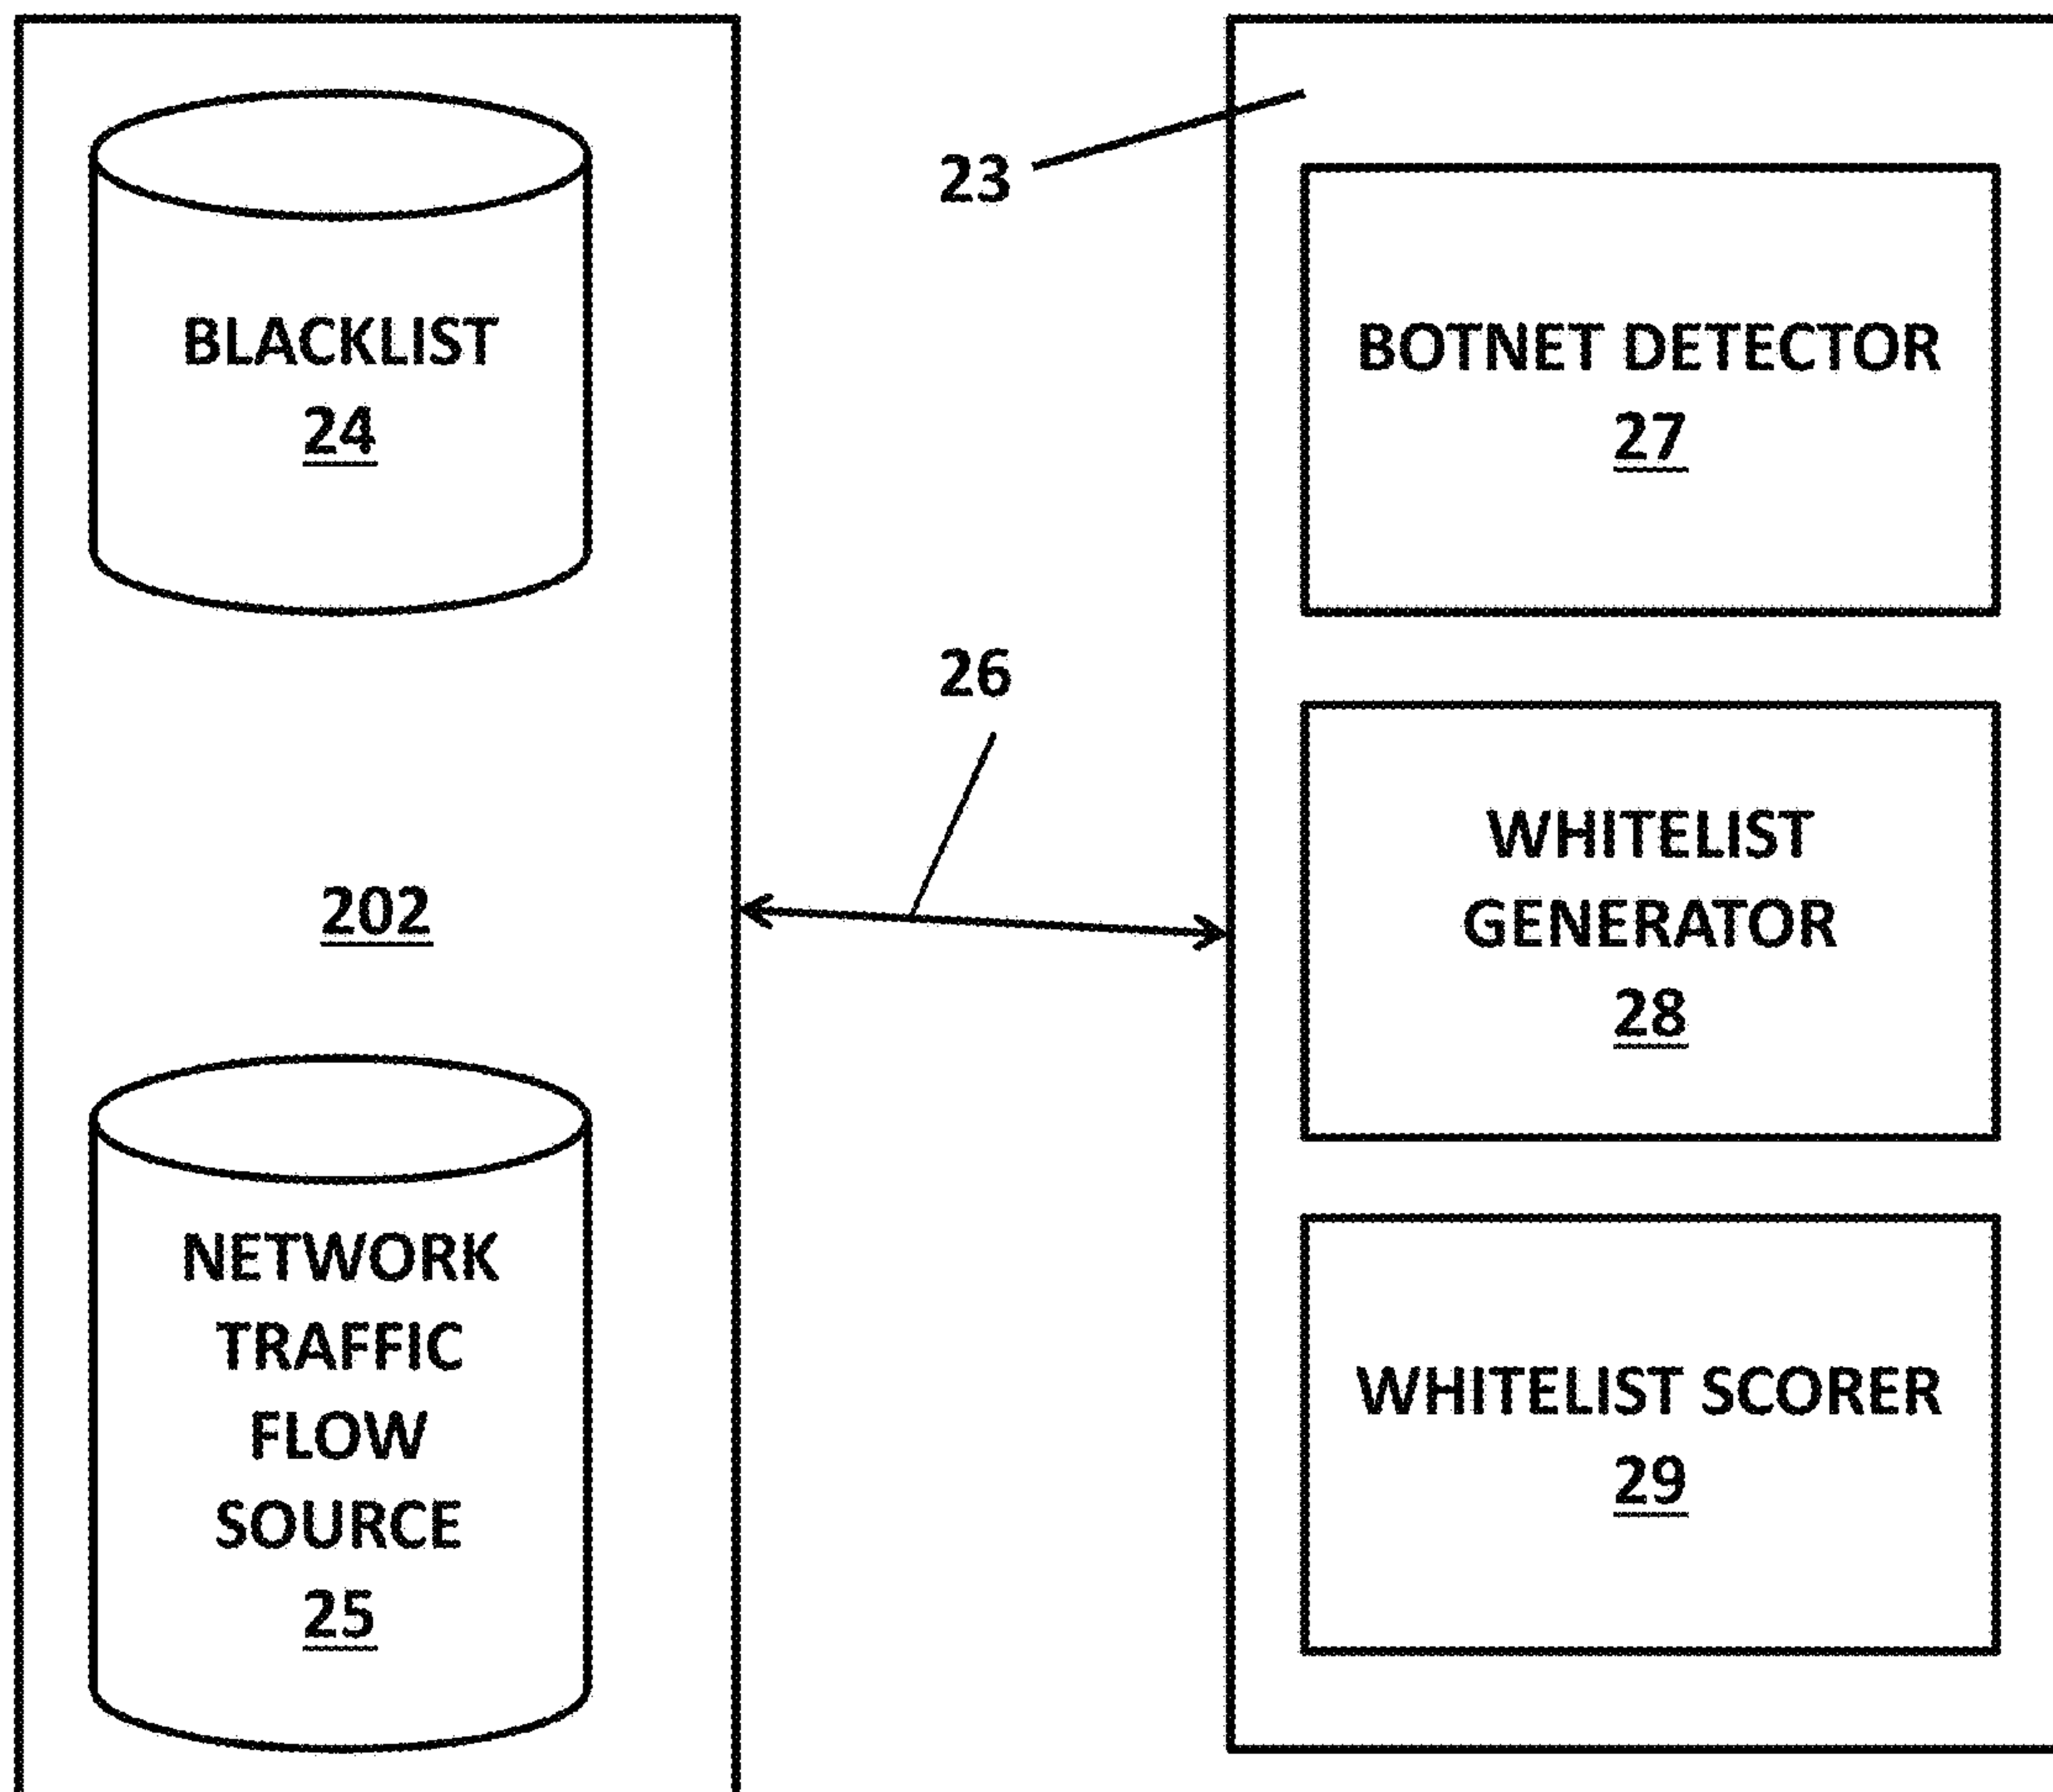 BLACKLIST
24
202
NETWORK
TRAFFIC
FLOW
SOURCE
25
23
26
BOTNET DETECTOR
27
WHITELIST
GENERATOR
28
WHITELIST SCORER
29